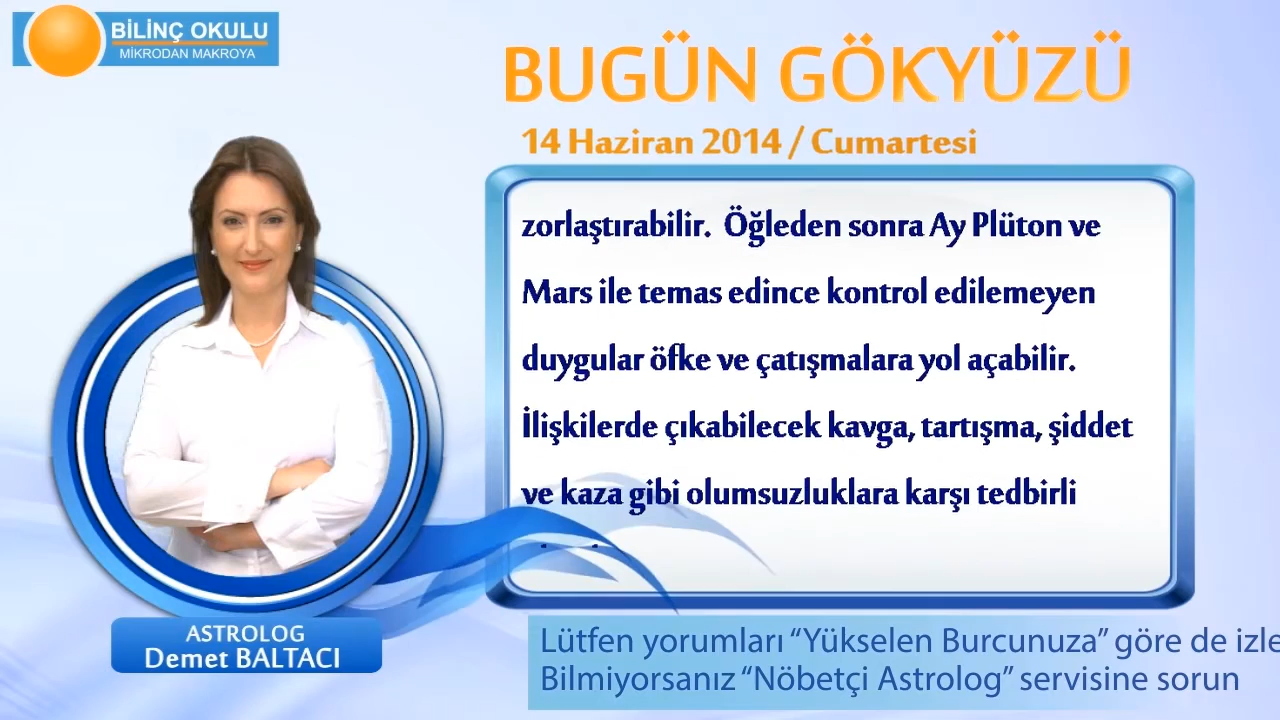 BİLİNÇ OKULU
MİKRODAN MAKROYA
BUGÜN GÖKYÜZÜ
14 Haziran 2014 / Cumartesi
zorlaştırabilir. Öğleden sonra Ay Plüton ve
Mars ile temas edince kontrol edilemeyen
duygular öfke ve çatışmalara yol açabilir.
İlişkilerde çıkabilecek kavga, tartışma, şiddet
ve kaza gibi olumsuzluklara karşı tedbirli
ASTROLOG
Demet BALTACI
Lütfen yorumları “Yükselen Burcunuza” göre de izle
Bilmiyorsanız “Nöbetçi Astrolog” servisine sorun